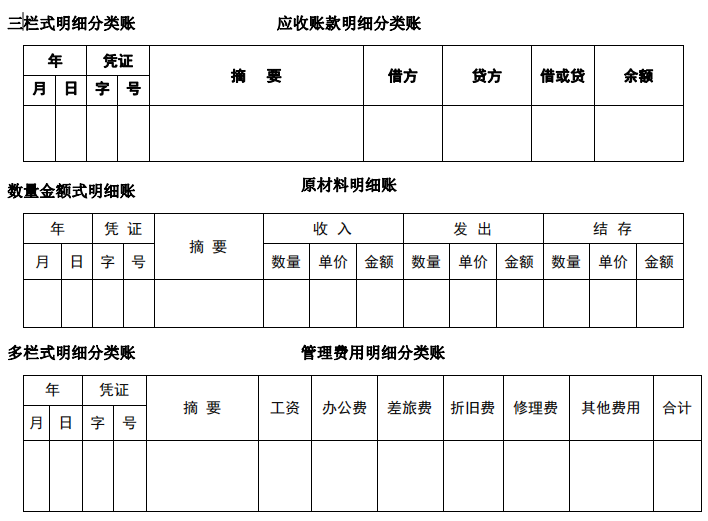 三栏式明细分类账 应收账款明细分类账
年 凭证 摘 要 借方 贷方 借或贷 余额
月 日 字 号
数量金额式明细账 原材料明细账
年 凭 证 摘 要 收 入 发 出 结 存
月 日 字 号 数量 单价 金额 数量 单价 金额 数量 单价 金额
多栏式明细分类账 管理费用明细分类账
年 凭证 摘 要 工资 办公费 差旅费 折旧费 修理费 其他费用 合计
月 日 字 号